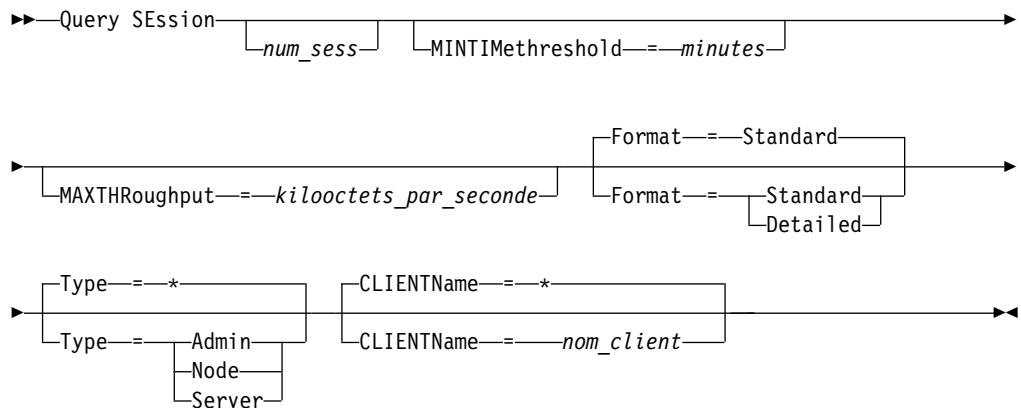 Query SEssion
num_sess
MINTIMethreshold = minutes
Format = Standard
MAXTHRoughput = kilooctets_par_seconde
Format = Standard
Detailed
Type = *
CLIENTName = *
Type = Admin
Node
Server
CLIENTName = nom_client